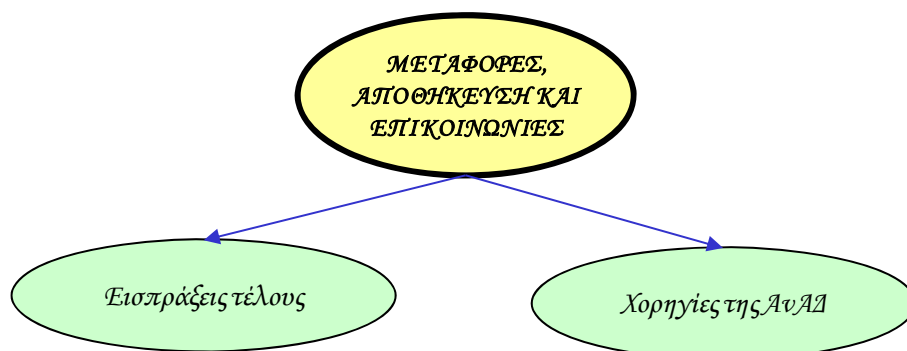 ΜΕΤΑΦΟΡΕΣ,
ΑΠΟΘΗΚΕΥΣΗ ΚΑΙ
ΕΠΙΚΟΙΝΩΝΙΕΣ
Εισπράξεις τέλους
Χορηγίες της ΑνΑΔ